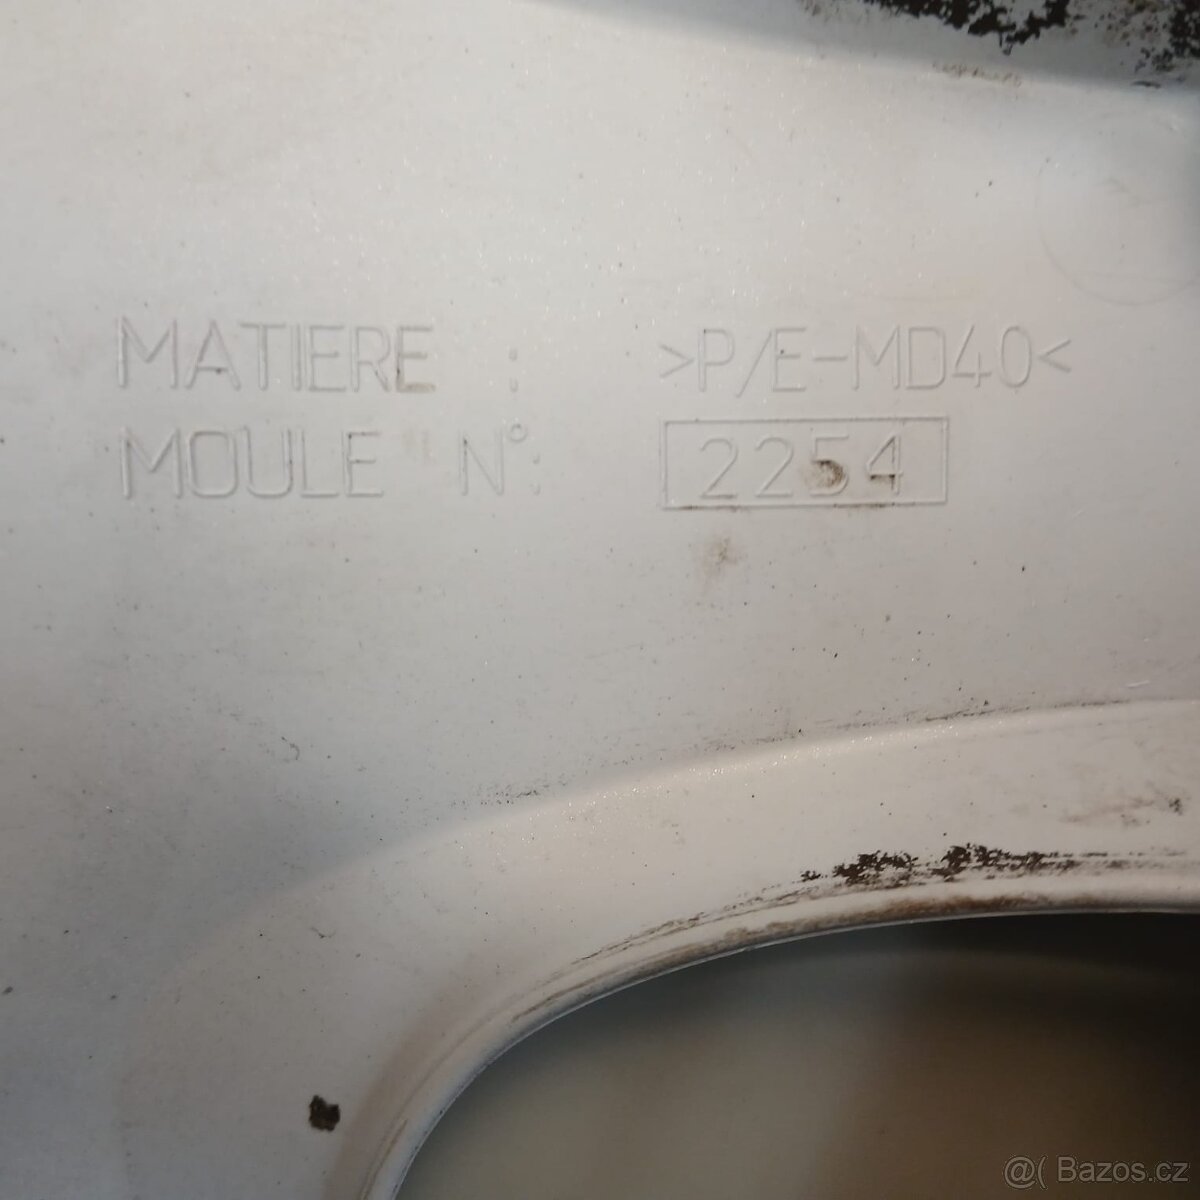 MATIERE : >P/E-MD40<
MOULE N°: 2254
@( Bazos.cz